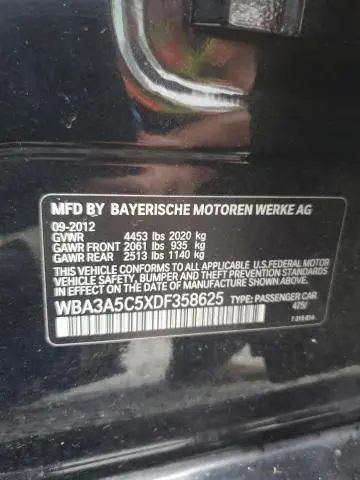 MFD BY BAYERISCHE MOTOREN WERKE AG
09-2012
GVWR 4453 lbs 2020 kg
GAWR FRONT 2061 lbs 935 kg
GAWR REAR 2513 lbs 1140 kg
THIS VEHICLE CONFORMS TO ALL APPLICABLE U.S.FEDERAL MOTOR
VEHICLE SAFETY, BUMPER, AND THEFT PREVENTION STANDARDS
IN EFFECT ON THE DATE OF MANUFACTURE SHOWN ABOVE.
WBA3A5C5XDF358625 TYPE: PASSENGER CAR
475/